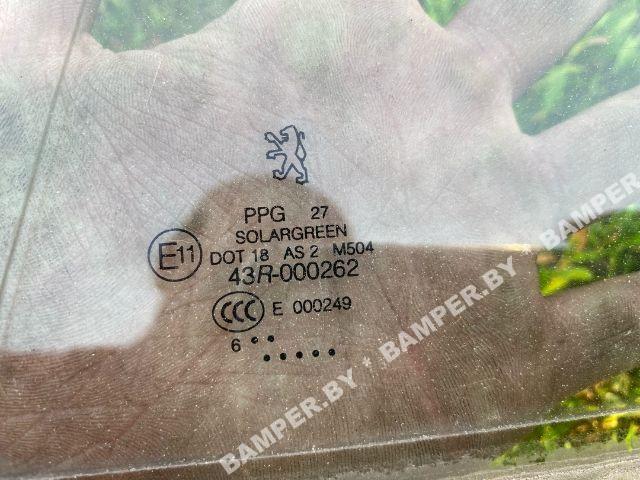 PPG 27
SOLARGREEN
E11 DOT 18 AS 2 M504
43R-000262
CCC E 000249
6
BAMPER.BY * BAMPER.BY * BAMPER.BY